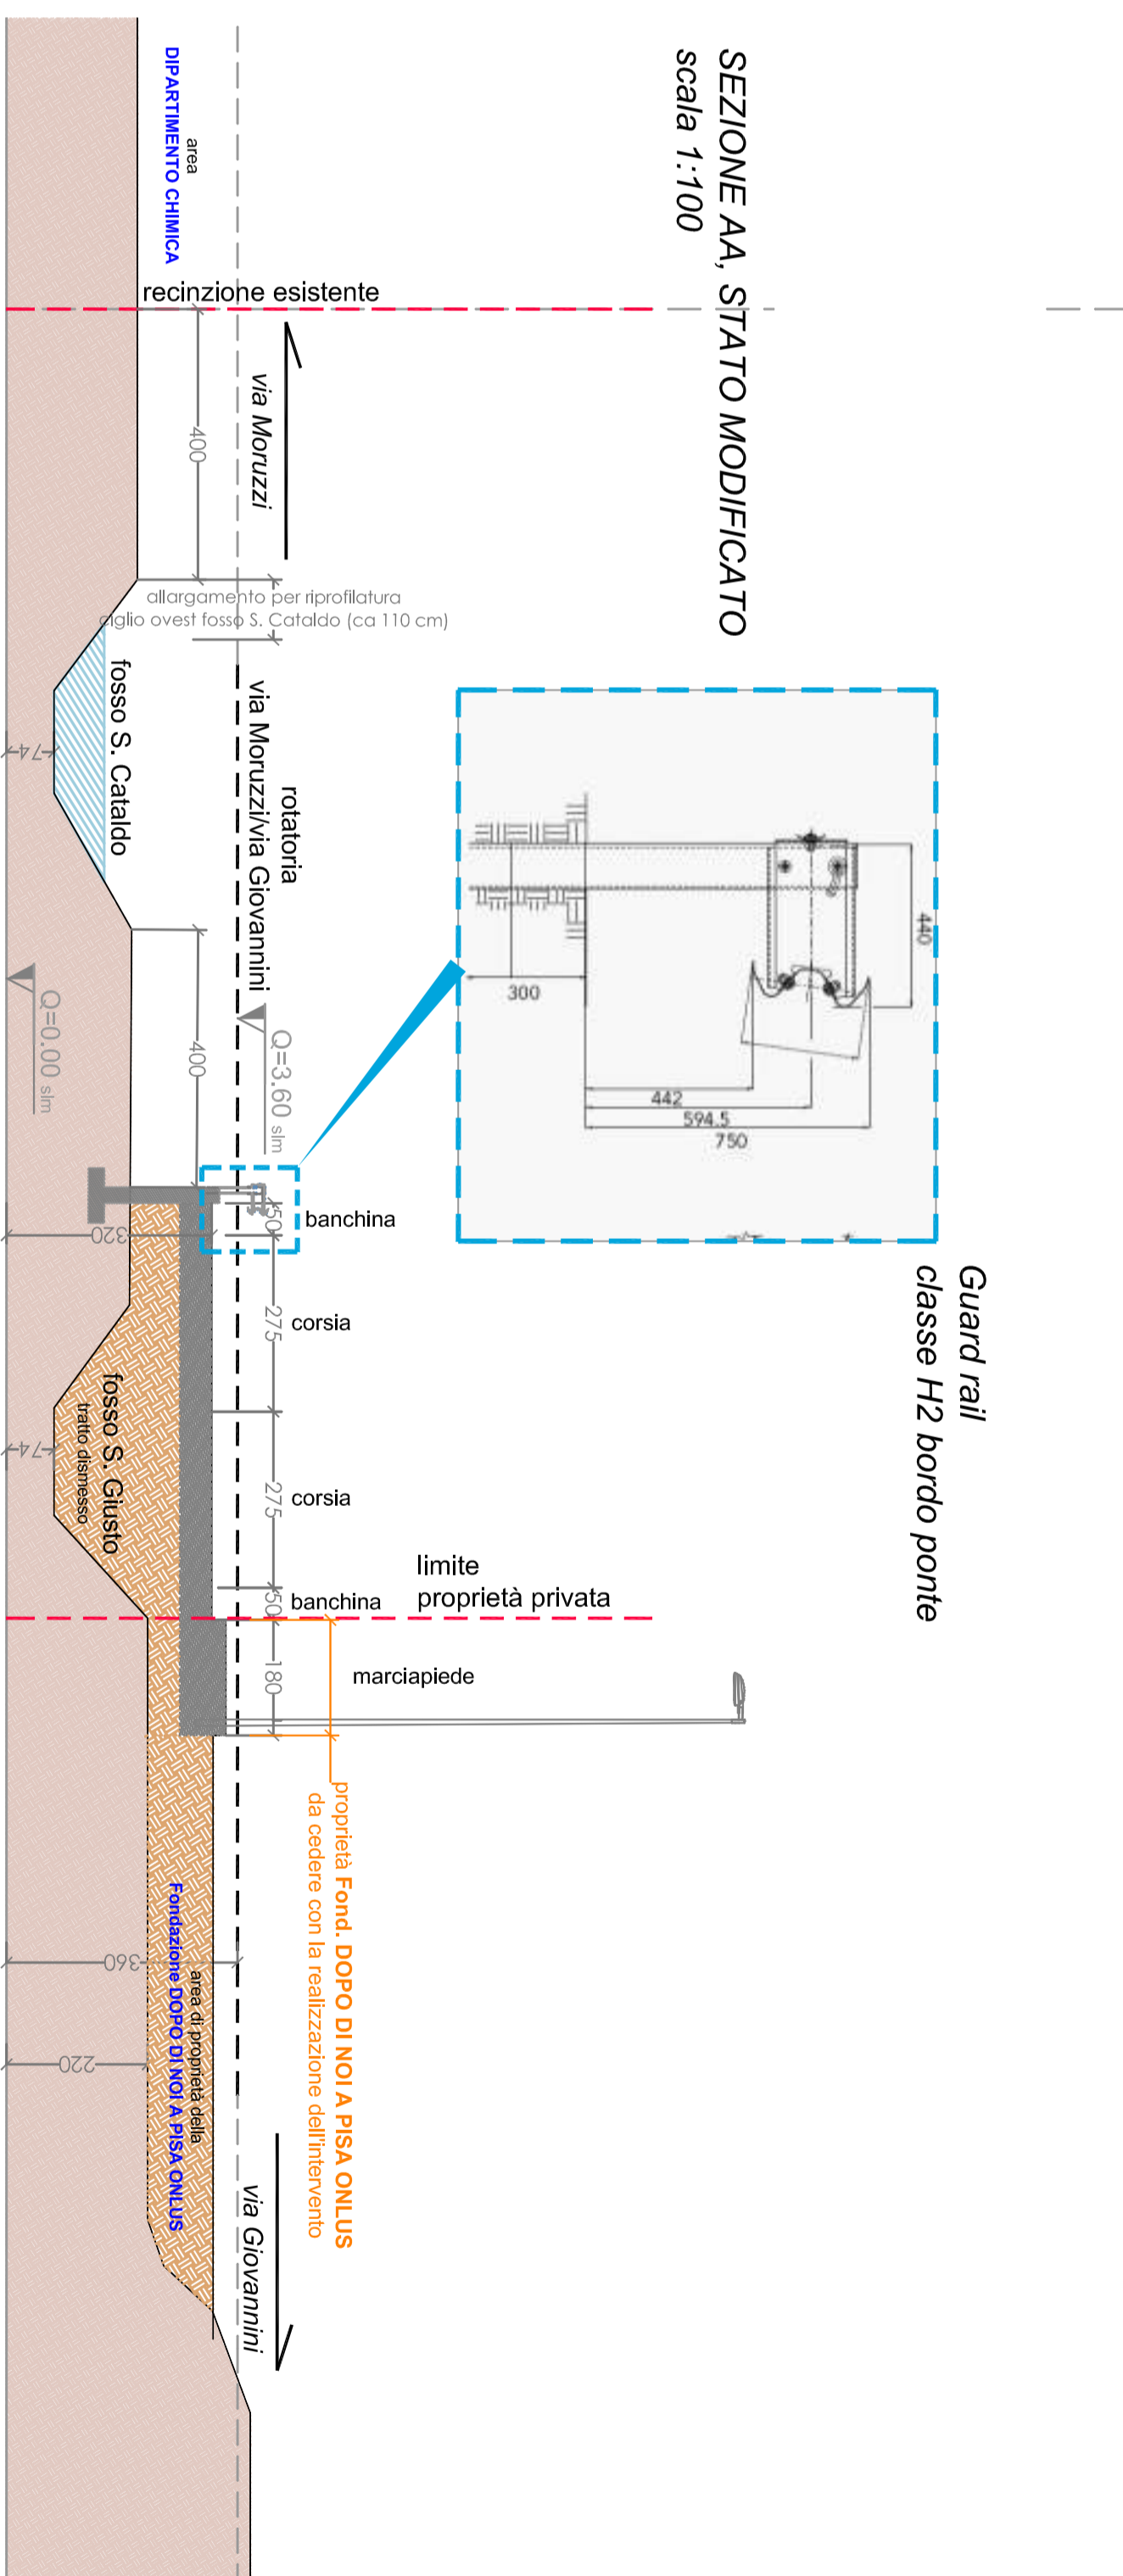 SEZIONE AA, STATO MODIFICATO
scala 1:100
area
DIPARTIMENTO CHIMICA
recinzione esistente
via Moruzzi
400
allargamento per riprofilatura
ciglio ovest fosso S. Cataldo (ca 110 cm)
fosso S. Cataldo
74
rotatoria
via Moruzzi/via Giovannini
440
300
442
594.5
750
Guard rail
classe H2 bordo ponte
Q=0.00 slm
400
Q=3.60 slm
320
50
banchina
275
corsia
fosso S. Giusto
tratto dismesso
74
275
corsia
50
banchina
limite
proprietà privata
180
marciapiede
proprietà Fond. DOPO DI NOI A PISA ONLUS
da cedere con la realizzazione dell'intervento
area di proprietà della
Fondazione DOPO DI NOI A PISA ONLUS
360
220
via Giovannini